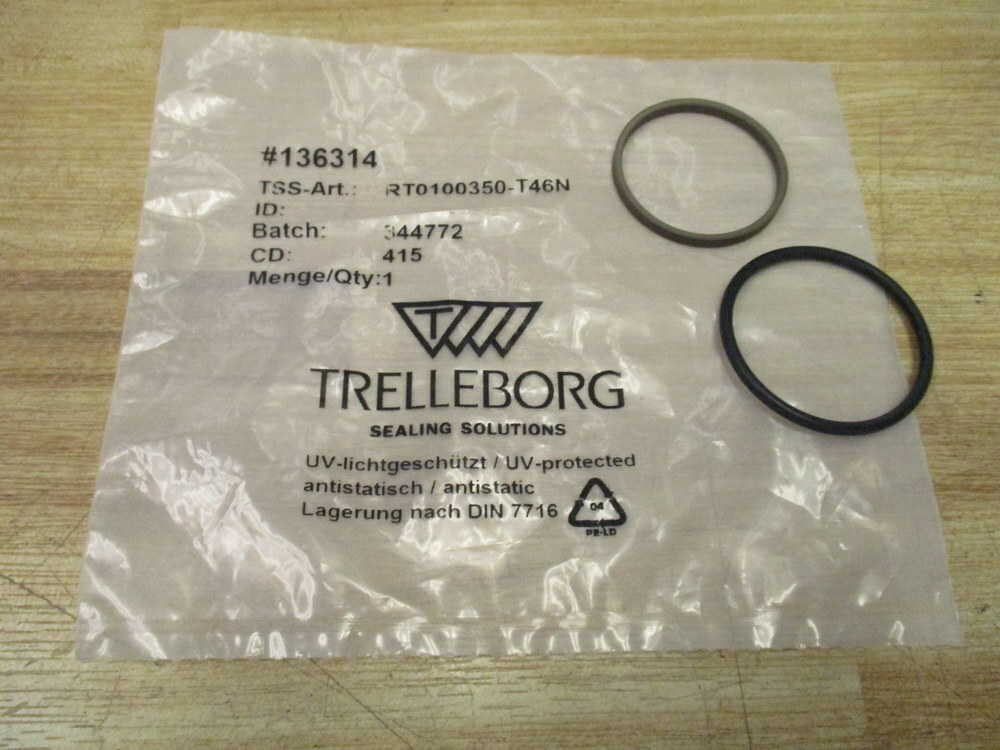 #136314
TSS-Art.: RT0100350-T46N
ID:
Batch: 344772
CD: 415
Menge/Qty:1
T
TRELLEBORG
SEALING SOLUTIONS
UV-lichtgeschützt / UV-protected
antistatisch / antistatic
Lagerung nach DIN 7716
04
PE-LD